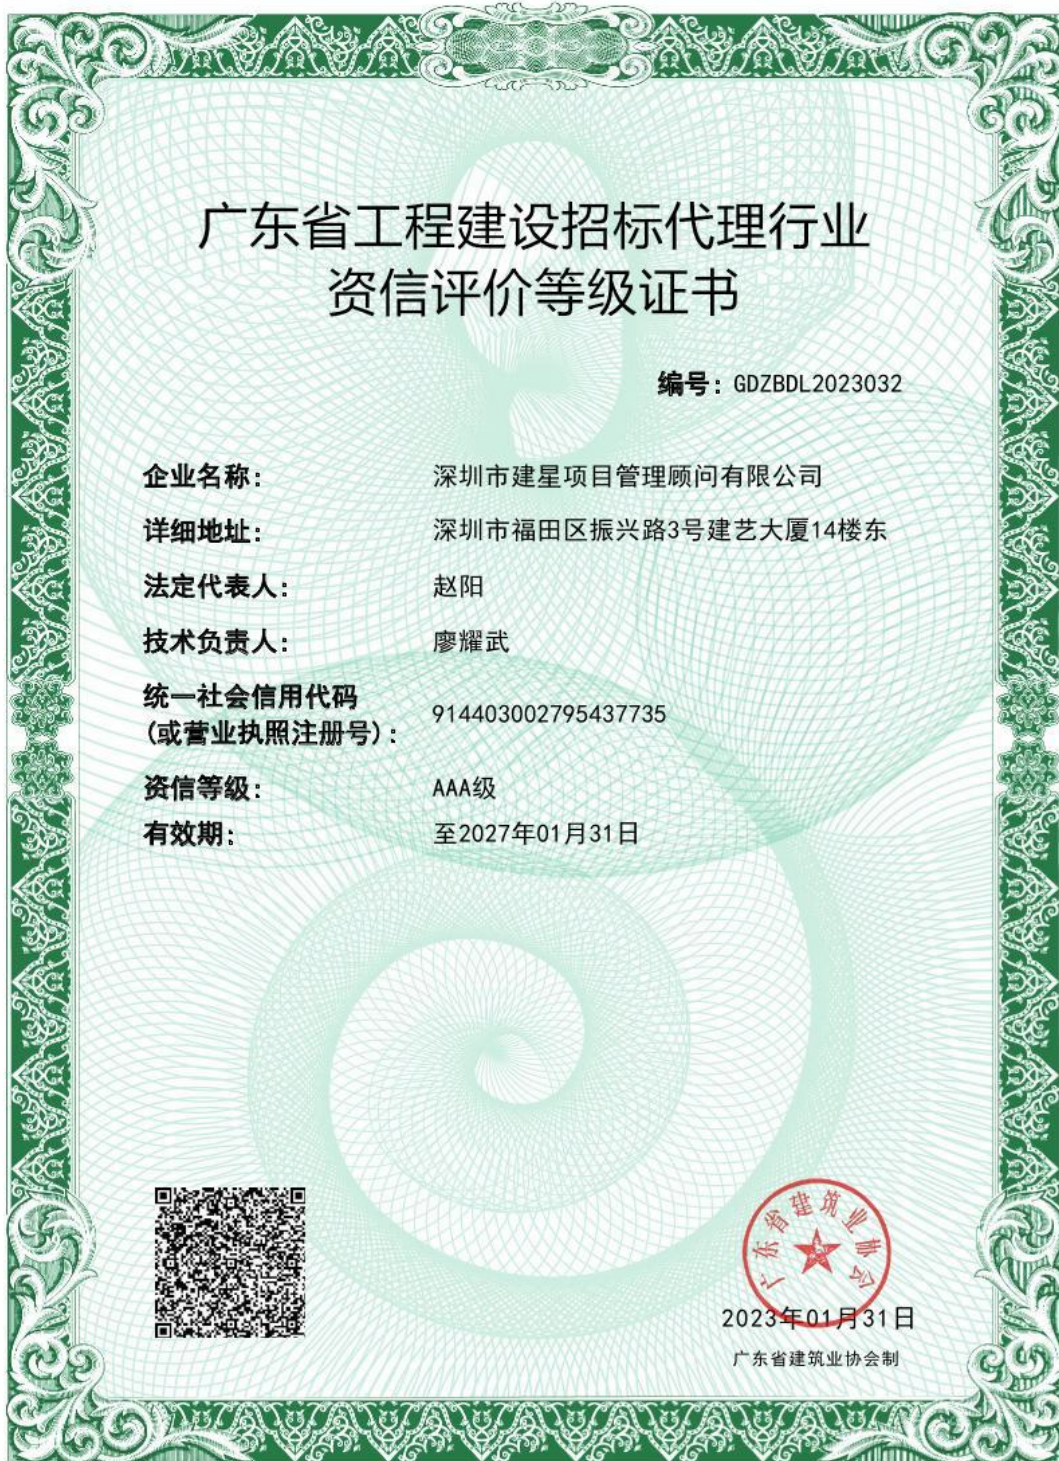 广东省工程建设招标代理行业
资信评价等级证书
编号：GDZBDL2023032
企业名称： 深圳市建星项目管理顾问有限公司
详细地址： 深圳市福田区振兴路3号建艺大厦14楼东
法定代表人： 赵阳
技术负责人： 廖耀武
统一社会信用代码
(或营业执照注册号)： 914403002795437735
资信等级： AAA级
有效期： 至2027年01月31日
广东省建筑业协会
2023年01月31日
广东省建筑业协会制